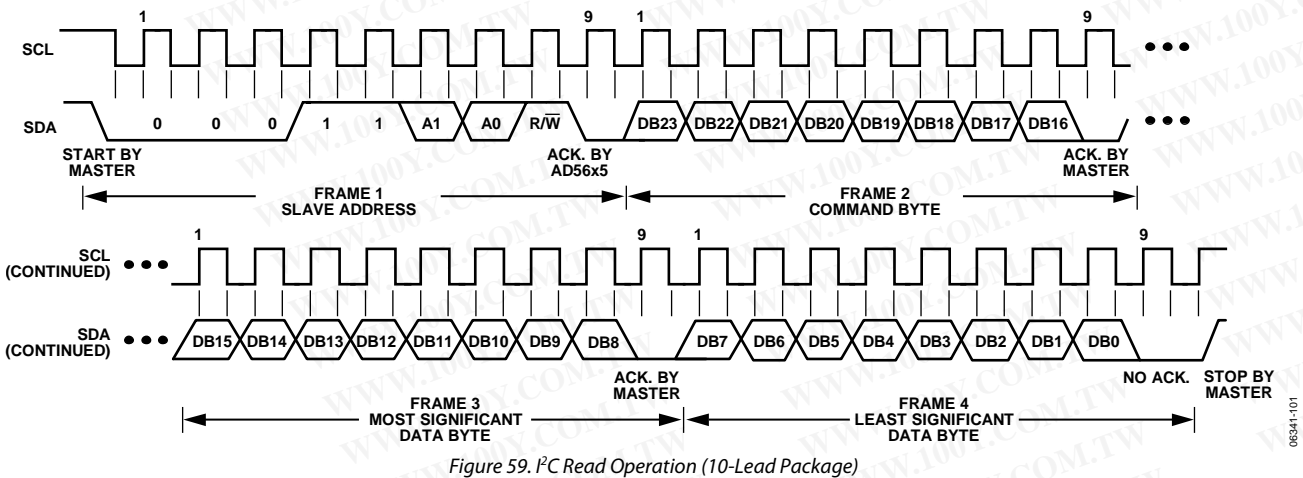 1 9 1 9
SCL
SDA 0 0 0 1 1 A1 A0 R/W̅ DB23 DB22 DB21 DB20 DB19 DB18 DB17 DB16
START BY
MASTER
ACK. BY
AD56x5
ACK. BY
MASTER
FRAME 1
SLAVE ADDRESS
FRAME 2
COMMAND BYTE
1 9 1 9
SCL
(CONTINUED)
SDA
(CONTINUED)
DB15 DB14 DB13 DB12 DB11 DB10 DB9 DB8 DB7 DB6 DB5 DB4 DB3 DB2 DB1 DB0
ACK. BY
MASTER
NO ACK.
STOP BY
MASTER
FRAME 3
MOST SIGNIFICANT
DATA BYTE
FRAME 4
LEAST SIGNIFICANT
DATA BYTE
06341-101
Figure 59. I²C Read Operation (10-Lead Package)
WWW.100Y.COM.TW